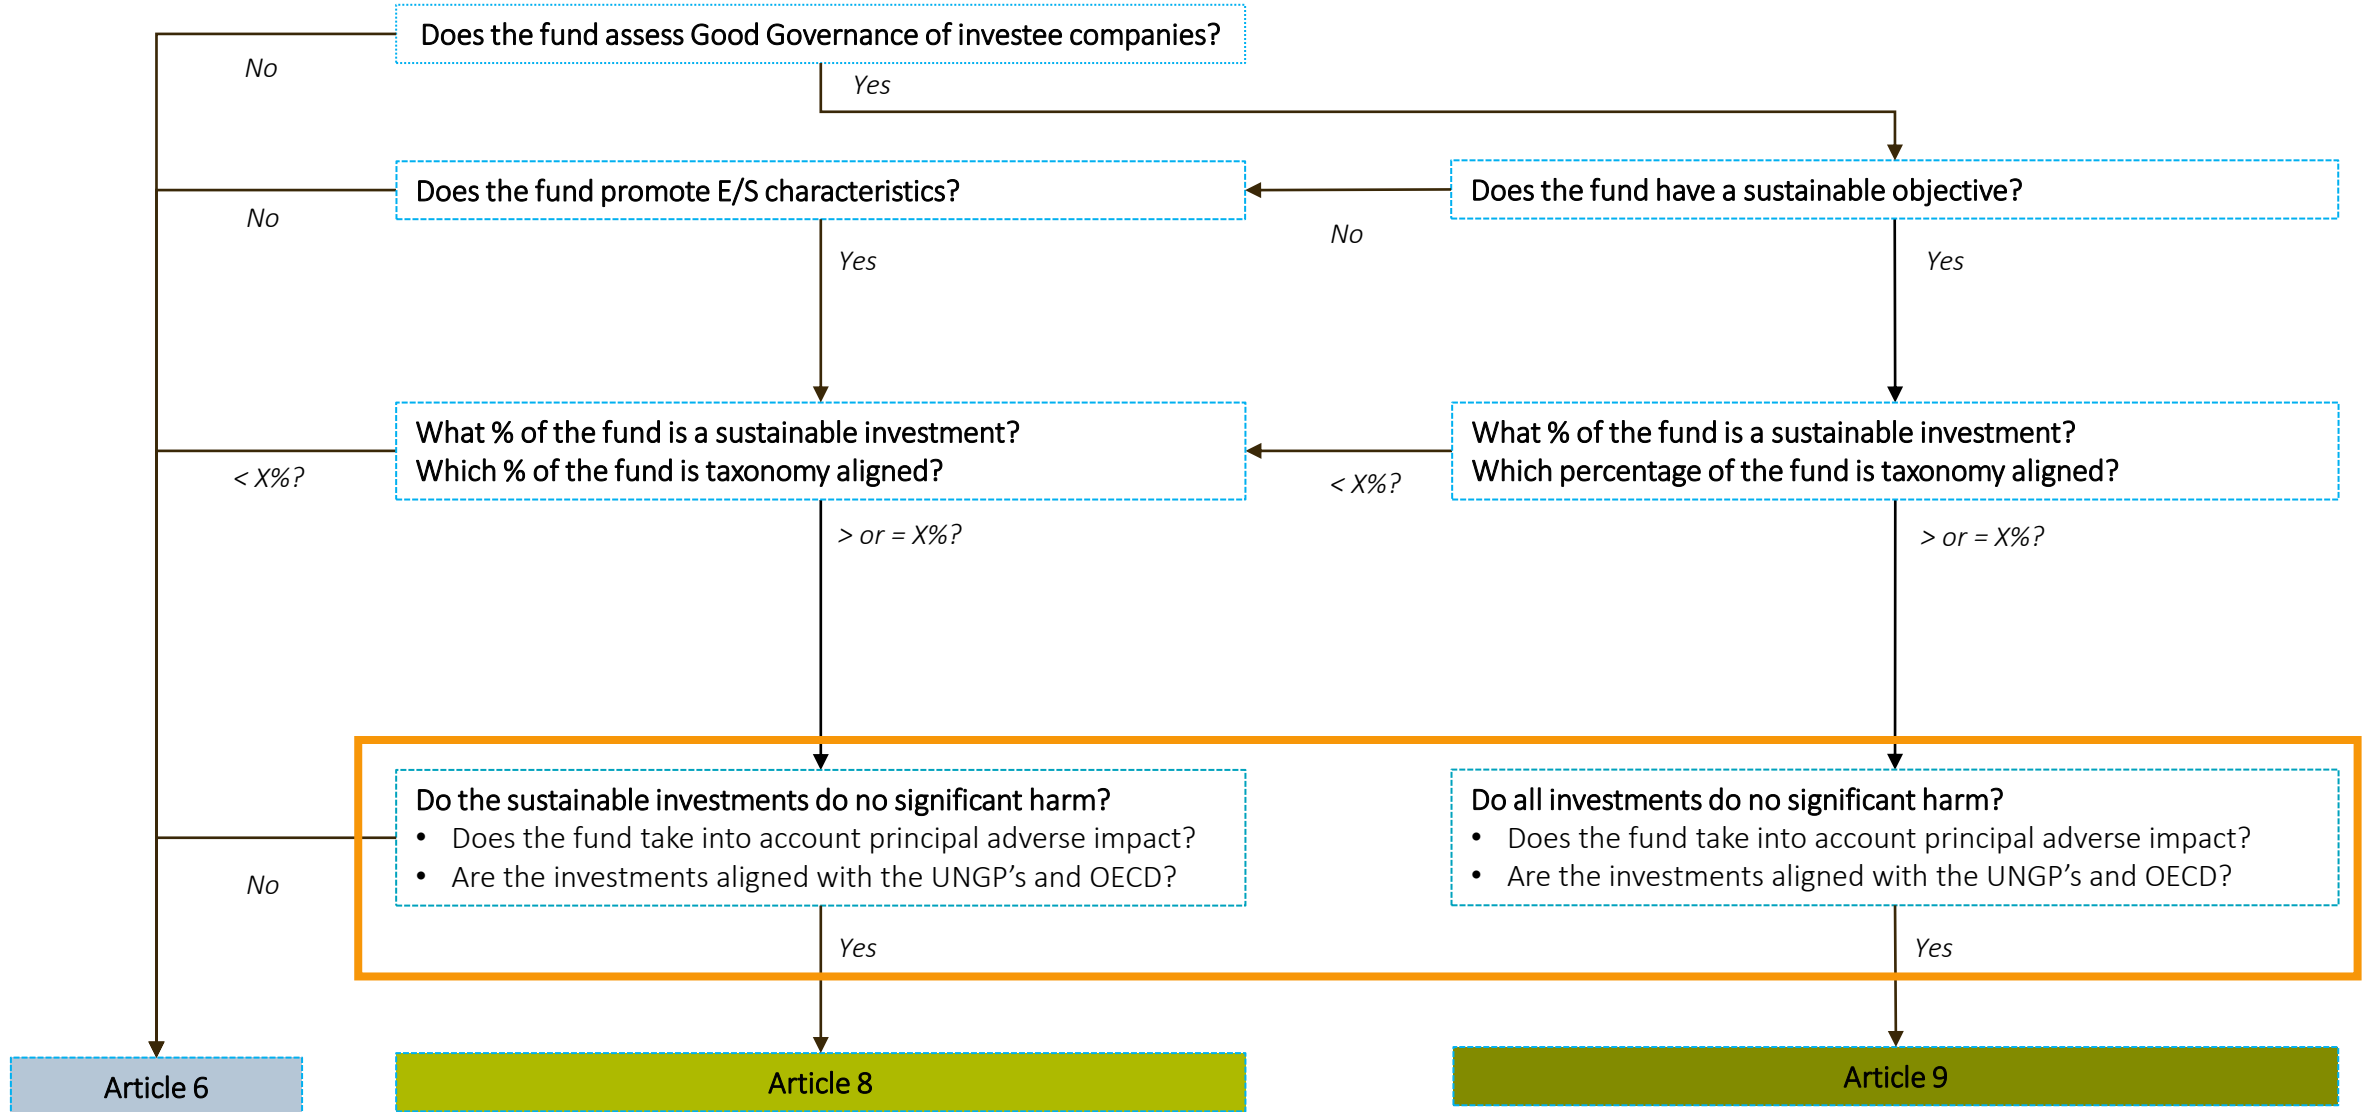 Does the fund assess Good Governance of investee companies?
No
Yes
Does the fund promote E/S characteristics?
Does the fund have a sustainable objective?
No
No
Yes
Yes
What % of the fund is a sustainable investment?
Which % of the fund is taxonomy aligned?
What % of the fund is a sustainable investment?
Which percentage of the fund is taxonomy aligned?
< X%?
< X%?
> or = X%?
> or = X%?
Do the sustainable investments do no significant harm?
• Does the fund take into account principal adverse impact?
• Are the investments aligned with the UNGP’s and OECD?
Do all investments do no significant harm?
• Does the fund take into account principal adverse impact?
• Are the investments aligned with the UNGP’s and OECD?
No
Yes
Yes
Article 6
Article 8
Article 9